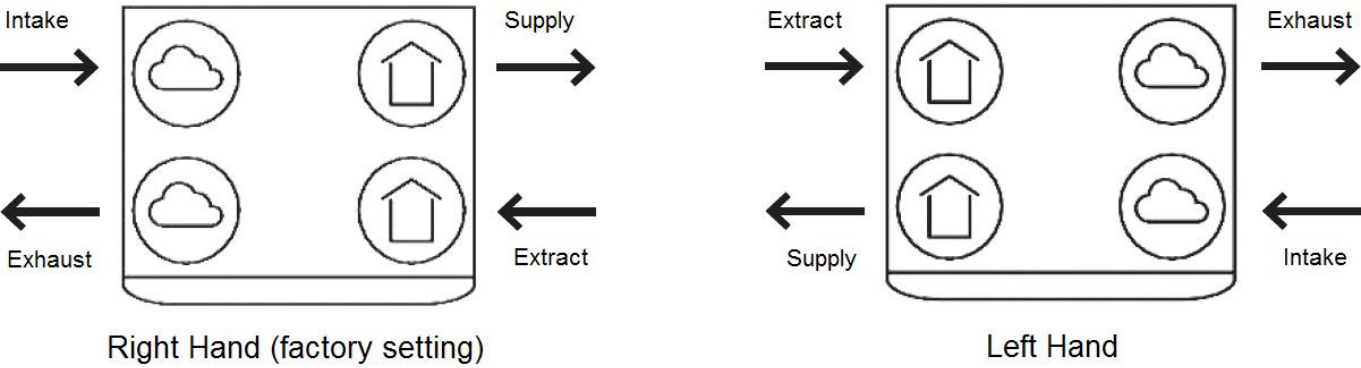 Intake
Supply
Exhaust
Extract
Right Hand (factory setting)
Extract
Exhaust
Supply
Intake
Left Hand